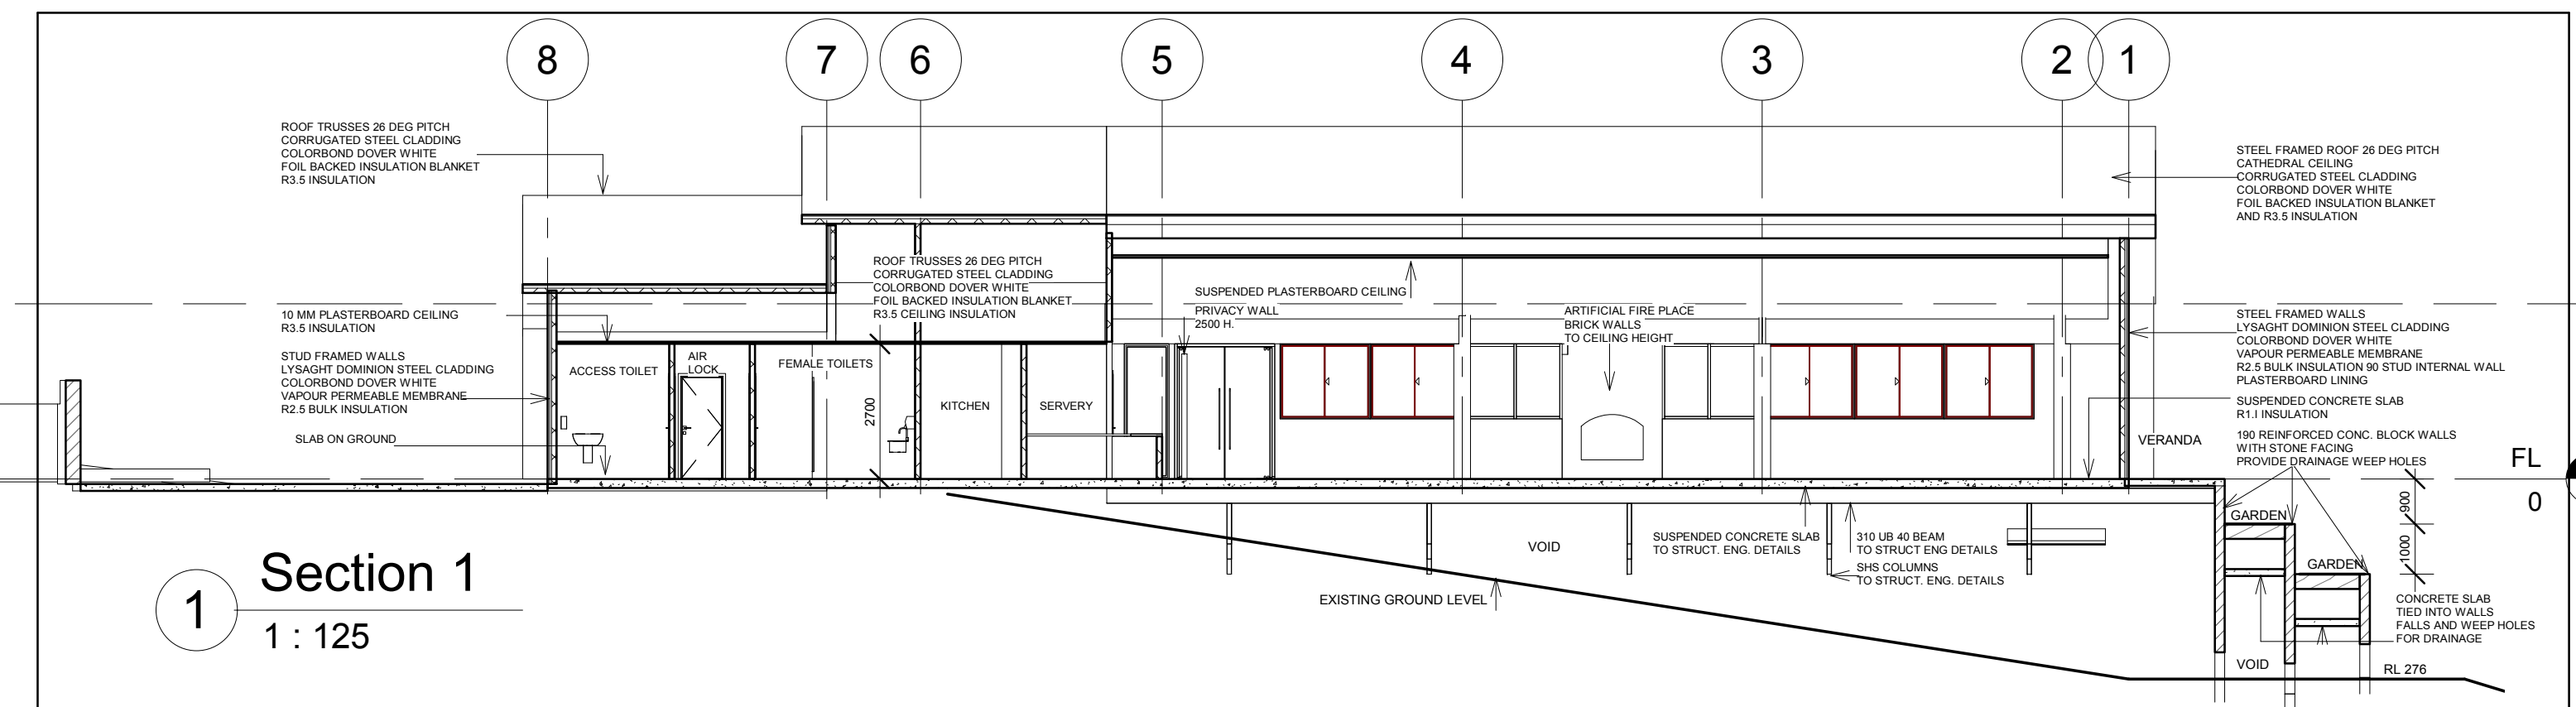 8
7
6
5
4
3
2
1
ROOF TRUSSES 26 DEG PITCH
CORRUGATED STEEL CLADDING
COLORBOND DOVER WHITE
FOIL BACKED INSULATION BLANKET
R3.5 INSULATION
STEEL FRAMED ROOF 26 DEG PITCH
CATHEDRAL CEILING
CORRUGATED STEEL CLADDING
COLORBOND DOVER WHITE
FOIL BACKED INSULATION BLANKET
AND R3.5 INSULATION
ROOF TRUSSES 26 DEG PITCH
CORRUGATED STEEL CLADDING
COLORBOND DOVER WHITE
FOIL BACKED INSULATION BLANKET
R3.5 CEILING INSULATION
SUSPENDED PLASTERBOARD CEILING
PRIVACY WALL
2500 H.
ARTIFICIAL FIRE PLACE
BRICK WALLS
TO CEILING HEIGHT
10 MM PLASTERBOARD CEILING
R3.5 INSULATION
STUD FRAMED WALLS
LYSAGHT DOMINION STEEL CLADDING
COLORBOND DOVER WHITE
VAPOUR PERMEABLE MEMBRANE
R2.5 BULK INSULATION
SLAB ON GROUND
ACCESS TOILET
AIR
LOCK
FEMALE TOILETS
2700
KITCHEN
SERVERY
STEEL FRAMED WALLS
LYSAGHT DOMINION STEEL CLADDING
COLORBOND DOVER WHITE
VAPOUR PERMEABLE MEMBRANE
R2.5 BULK INSULATION 90 STUD INTERNAL WALL
PLASTERBOARD LINING
SUSPENDED CONCRETE SLAB
R1.I INSULATION
190 REINFORCED CONC. BLOCK WALLS
WITH STONE FACING
PROVIDE DRAINAGE WEEP HOLES
VERANDA
FL
0
900
1000
GARDEN
GARDEN
VOID
SUSPENDED CONCRETE SLAB
TO STRUCT. ENG. DETAILS
310 UB 40 BEAM
TO STRUCT ENG DETAILS
SHS COLUMNS
TO STRUCT. ENG. DETAILS
EXISTING GROUND LEVEL
CONCRETE SLAB
TIED INTO WALLS
FALLS AND WEEP HOLES
FOR DRAINAGE
VOID
RL 276
1
Section 1
1 : 125